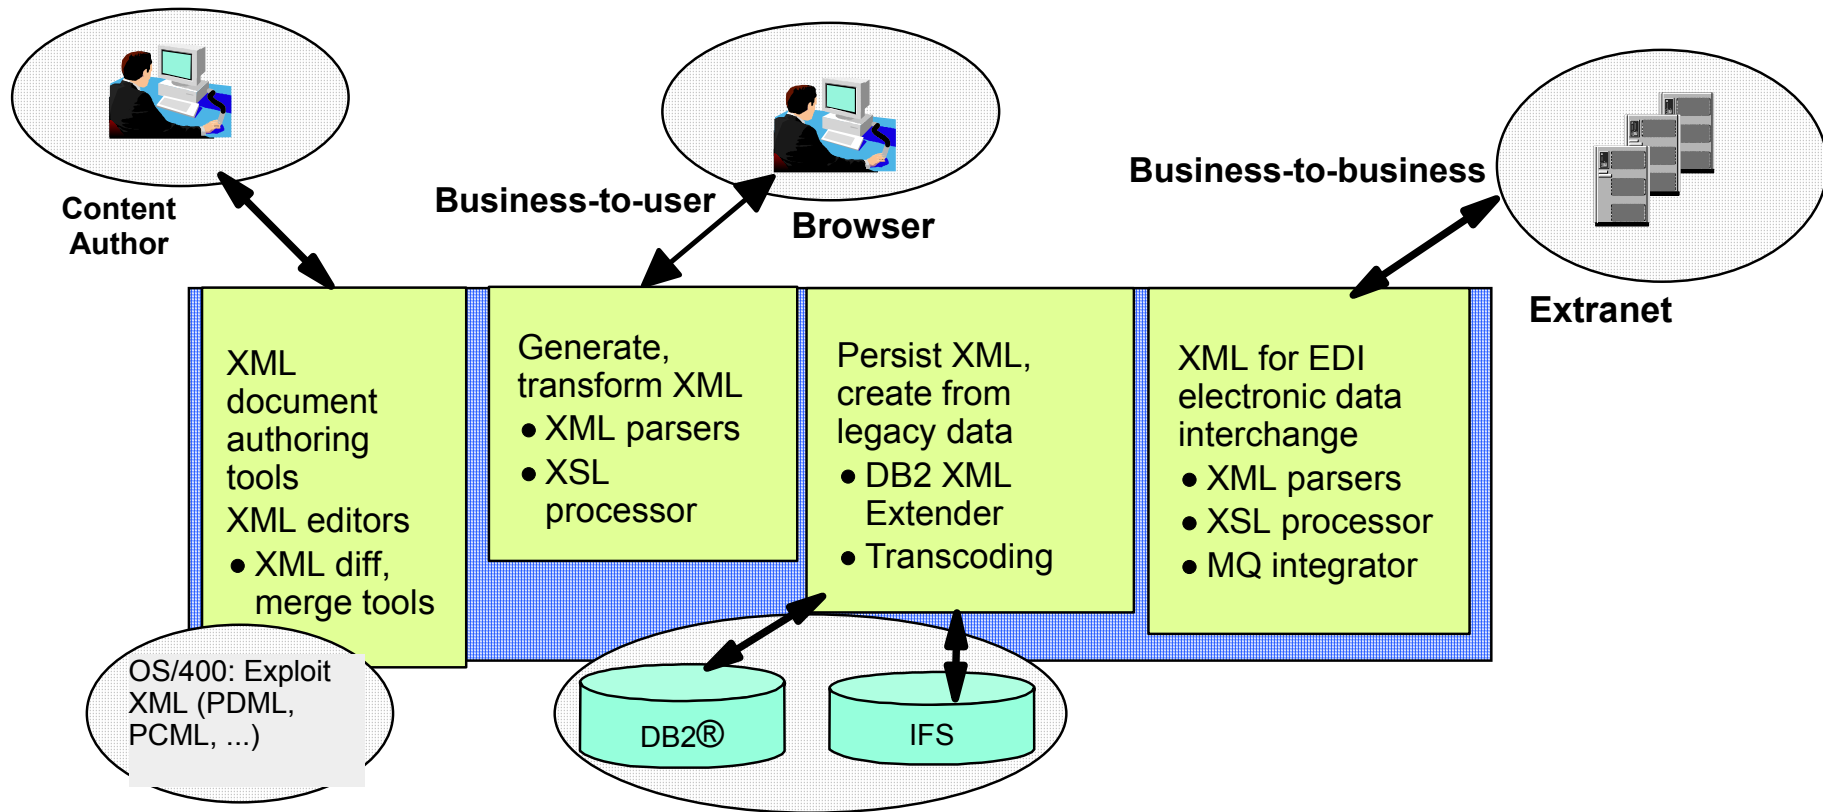 Content
Author
Business-to-user
Browser
Business-to-business
Extranet
XML
document
authoring
tools
XML editors
• XML diff,
merge tools
Generate,
transform XML
• XML parsers
• XSL
processor
Persist XML,
create from
legacy data
• DB2 XML
Extender
• Transcoding
XML for EDI
electronic data
interchange
• XML parsers
• XSL processor
• MQ integrator
OS/400: Exploit
XML (PDML,
PCML, ...)
DB2®
IFS